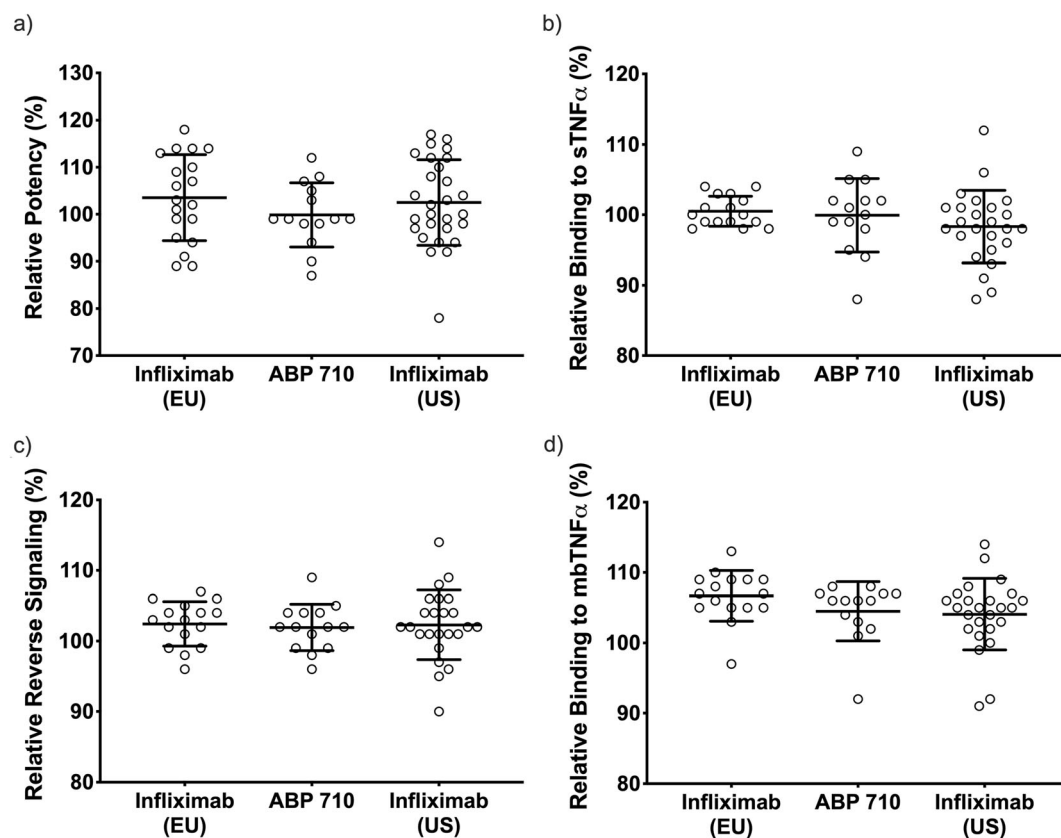 a)
Relative Potency (%)
130
120
110
100
90
80
70
Infliximab (EU)
ABP 710
Infliximab (US)
b)
Relative Binding to sTNFα (%)
120
110
100
90
80
Infliximab (EU)
ABP 710
Infliximab (US)
c)
Relative Reverse Signaling (%)
120
110
100
90
80
Infliximab (EU)
ABP 710
Infliximab (US)
d)
Relative Binding to mbTNFα (%)
120
110
100
90
80
Infliximab (EU)
ABP 710
Infliximab (US)